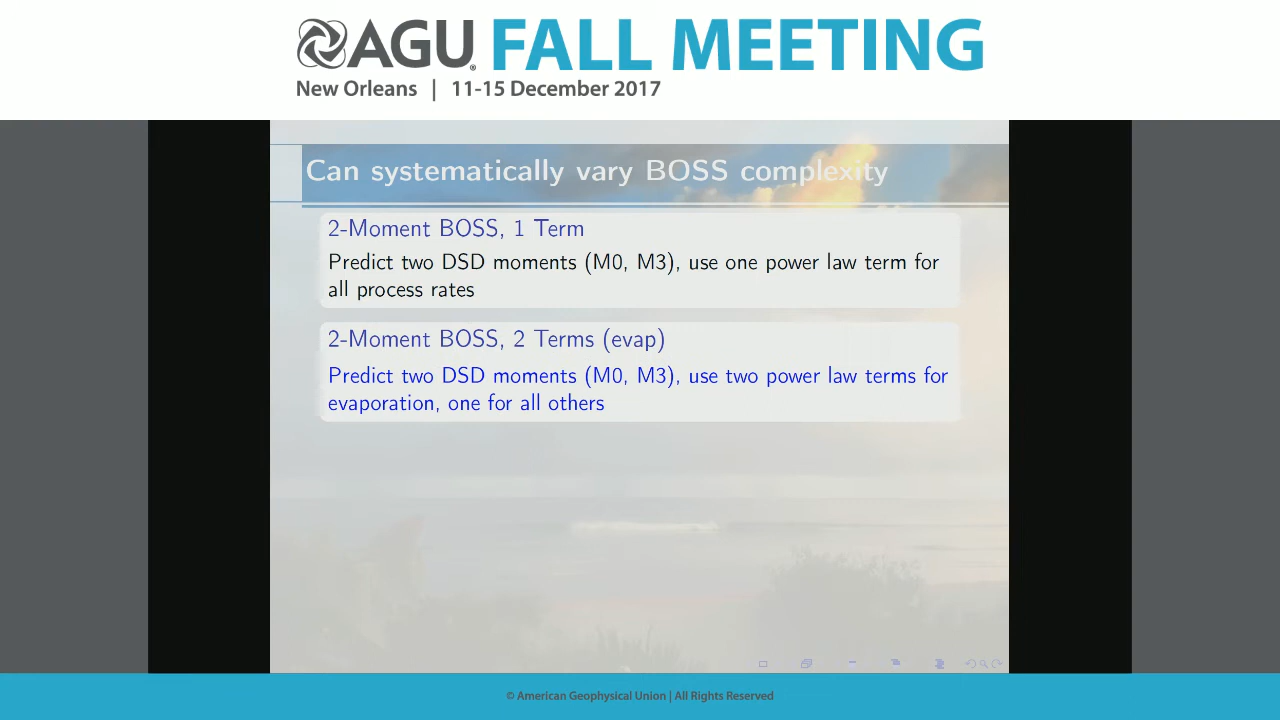 AGU FALL MEETING
New Orleans | 11-15 December 2017
Can systematically vary BOSS complexity
2-Moment BOSS, 1 Term
Predict two DSD moments (M0, M3), use one power law term for
all process rates
2-Moment BOSS, 2 Terms (evap)
Predict two DSD moments (M0, M3), use two power law terms for
evaporation, one for all others
© American Geophysical Union | All Rights Reserved